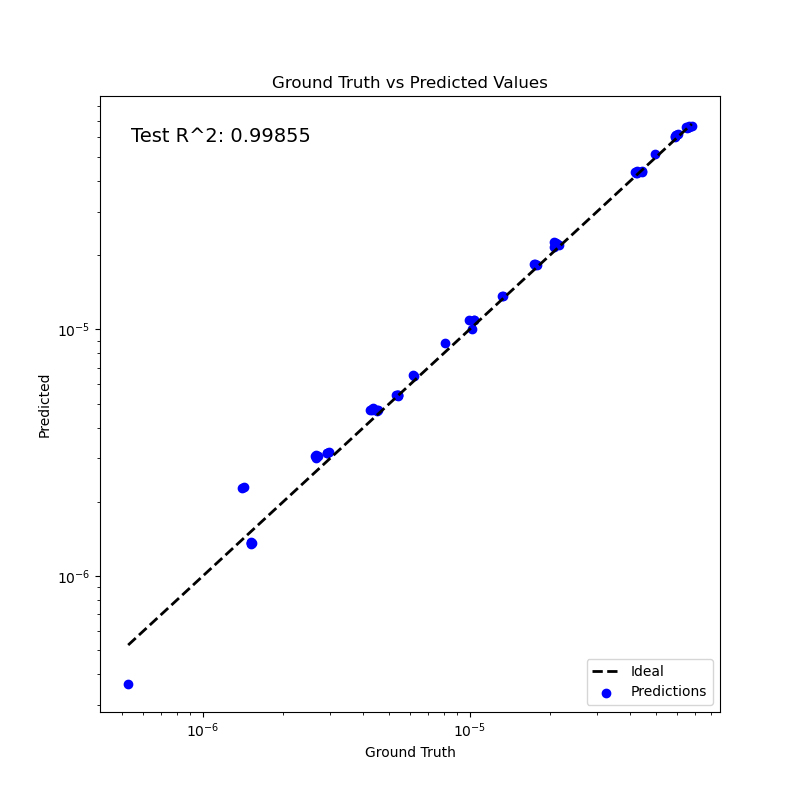 Ground Truth vs Predicted Values
Test R^2: 0.99855
Predicted
10⁻⁵
10⁻⁶
Ideal
Predictions
10⁻⁶
10⁻⁵
Ground Truth